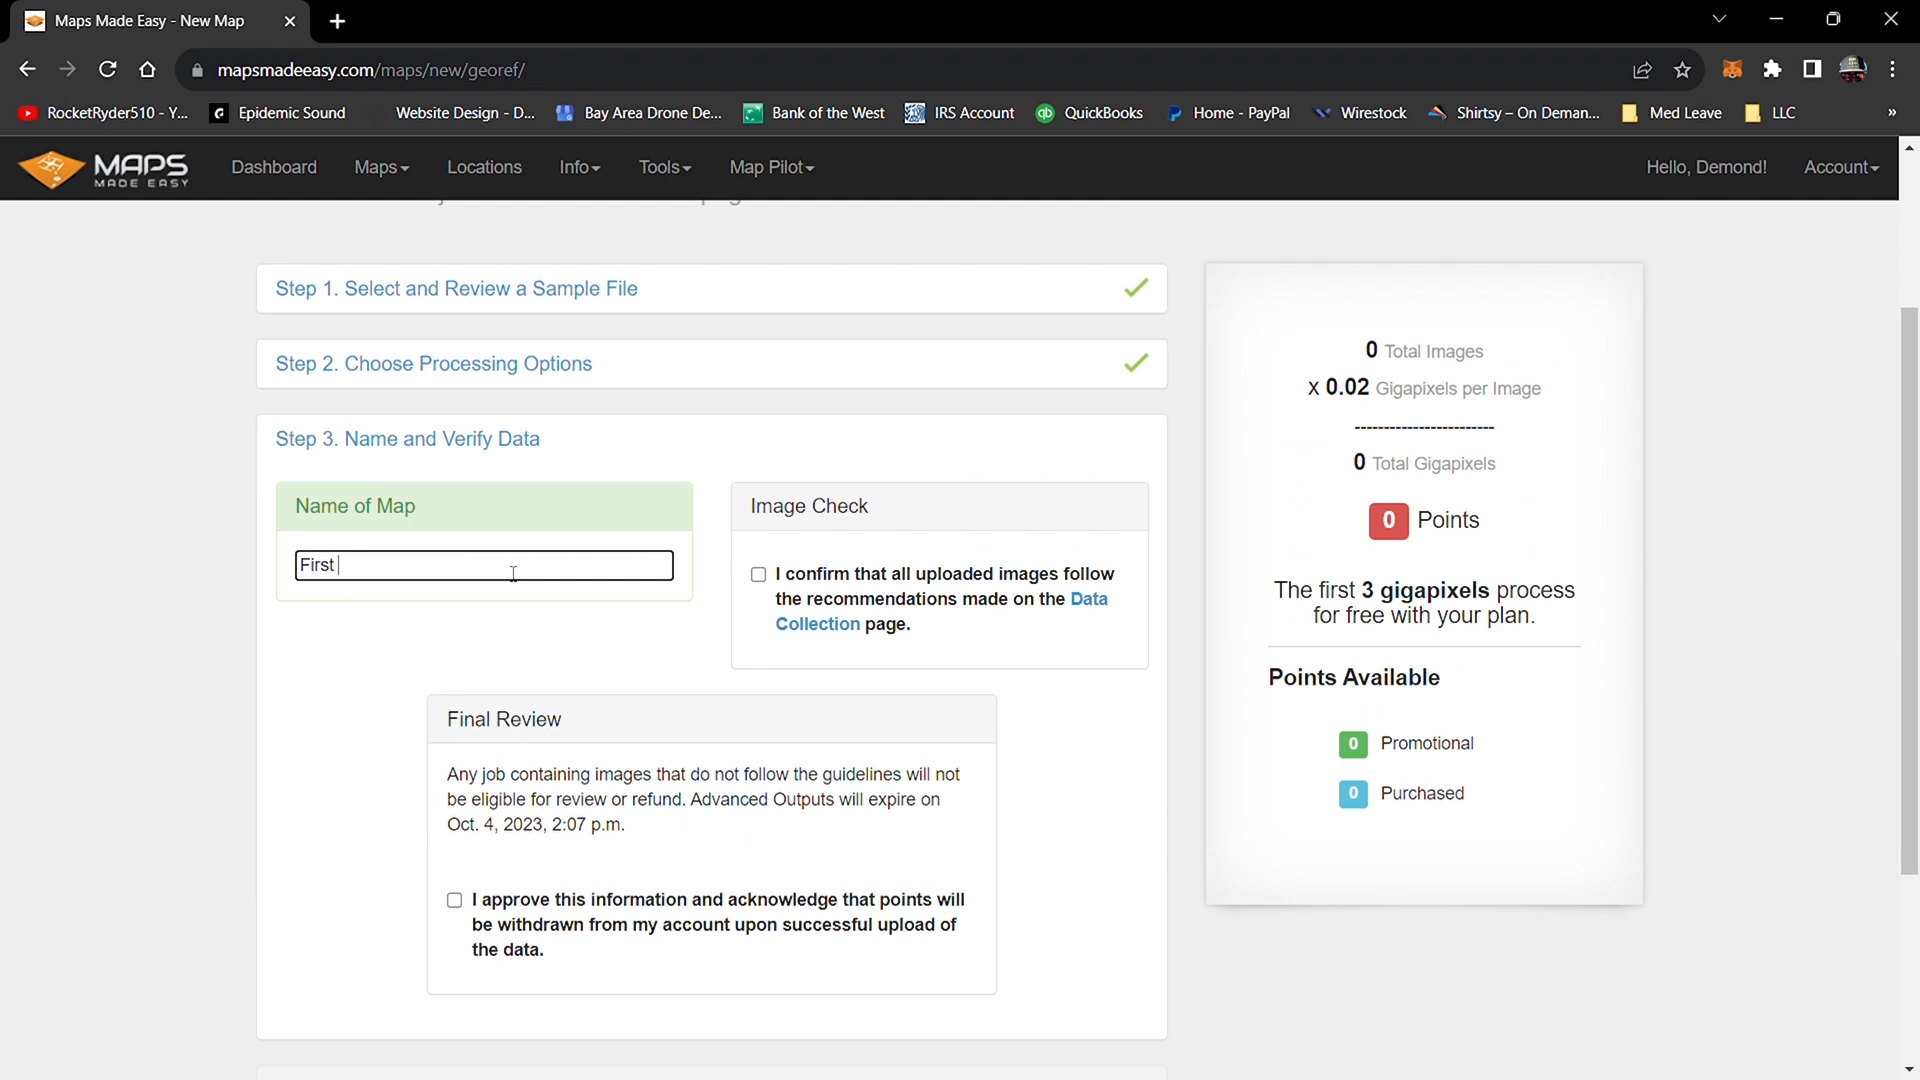 Maps Made Easy - New Map
mapsmadeeasy.com/maps/new/georef/
RocketRyder510 - Y...
Epidemic Sound
Website Design - D...
Bay Area Drone De...
Bank of the West
IRS Account
QuickBooks
Home - PayPal
Wirestock
Shirtsy – On Deman...
Med Leave
LLC
»
MAPS
MADE EASY
Dashboard
Maps
Locations
Info
Tools
Map Pilot
Hello, Demond!
Account
Step 1. Select and Review a Sample File
Step 2. Choose Processing Options
Step 3. Name and Verify Data
Name of Map
First
Image Check
I confirm that all uploaded images follow
the recommendations made on the Data
Collection page.
Final Review
Any job containing images that do not follow the guidelines will not
be eligible for review or refund. Advanced Outputs will expire on
Oct. 4, 2023, 2:07 p.m.
I approve this information and acknowledge that points will
be withdrawn from my account upon successful upload of
the data.
0 Total Images
X 0.02 Gigapixels per Image
-----------------------
0 Total Gigapixels
0 Points
The first 3 gigapixels process
for free with your plan.
Points Available
0 Promotional
0 Purchased